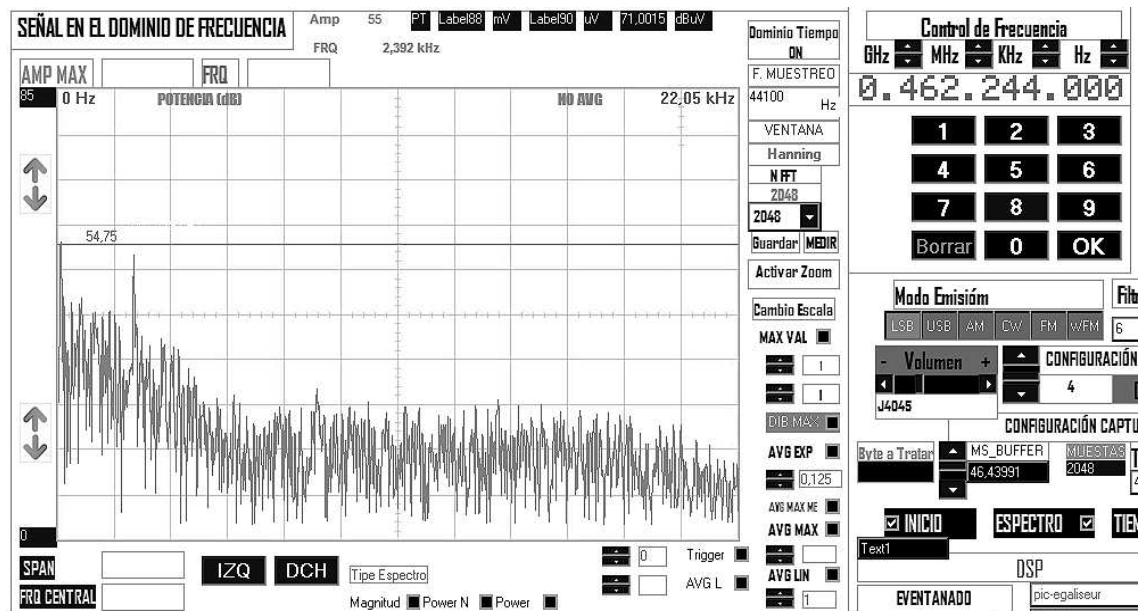 SEÑAL EN EL DOMINIO DE FRECUENCIA
Amp 55 PT Label88 mV Label90 uV 71,0015 dBuV
FRQ 2,392 kHz
AMP MAX FRQ
85 0 Hz POTENCIA (dB) NO AVG 22,05 kHz
54,75
0
SPAN
FRQ CENTRAL
IZQ DCH
Tipe Espectro
Magnitud Power N Power
0 Trigger
AVG L
Dominio Tiempo
ON
F. MUESTREO
44100 Hz
VENTANA
Hanning
N FFT
2048
2048
Guardar MEDIR
Activar Zoom
Cambio Escala
MAX VAL
1
1
DIB MAX
AVG EXP
0,125
AVG MAX ME
AVG MAX
AVG LIN
1
Control de Frecuencia
GHz MHz KHz Hz
0.462.244.000
1 2 3
4 5 6
7 8 9
Borrar 0 OK
Modo Emisióm
Filt
LSB USB AM CW FM WFM 6
- Volumen +
J4045
CONFIGURACIÓN
4
CONFIGURACIÓN CAPTU
Byte a Tratar
MS_BUFFER
46,43991
MUESTAS
2048
T
4
INICIO ESPECTRO TIEM
Text1
DSP
EVENTANADO
pic-egaliseur